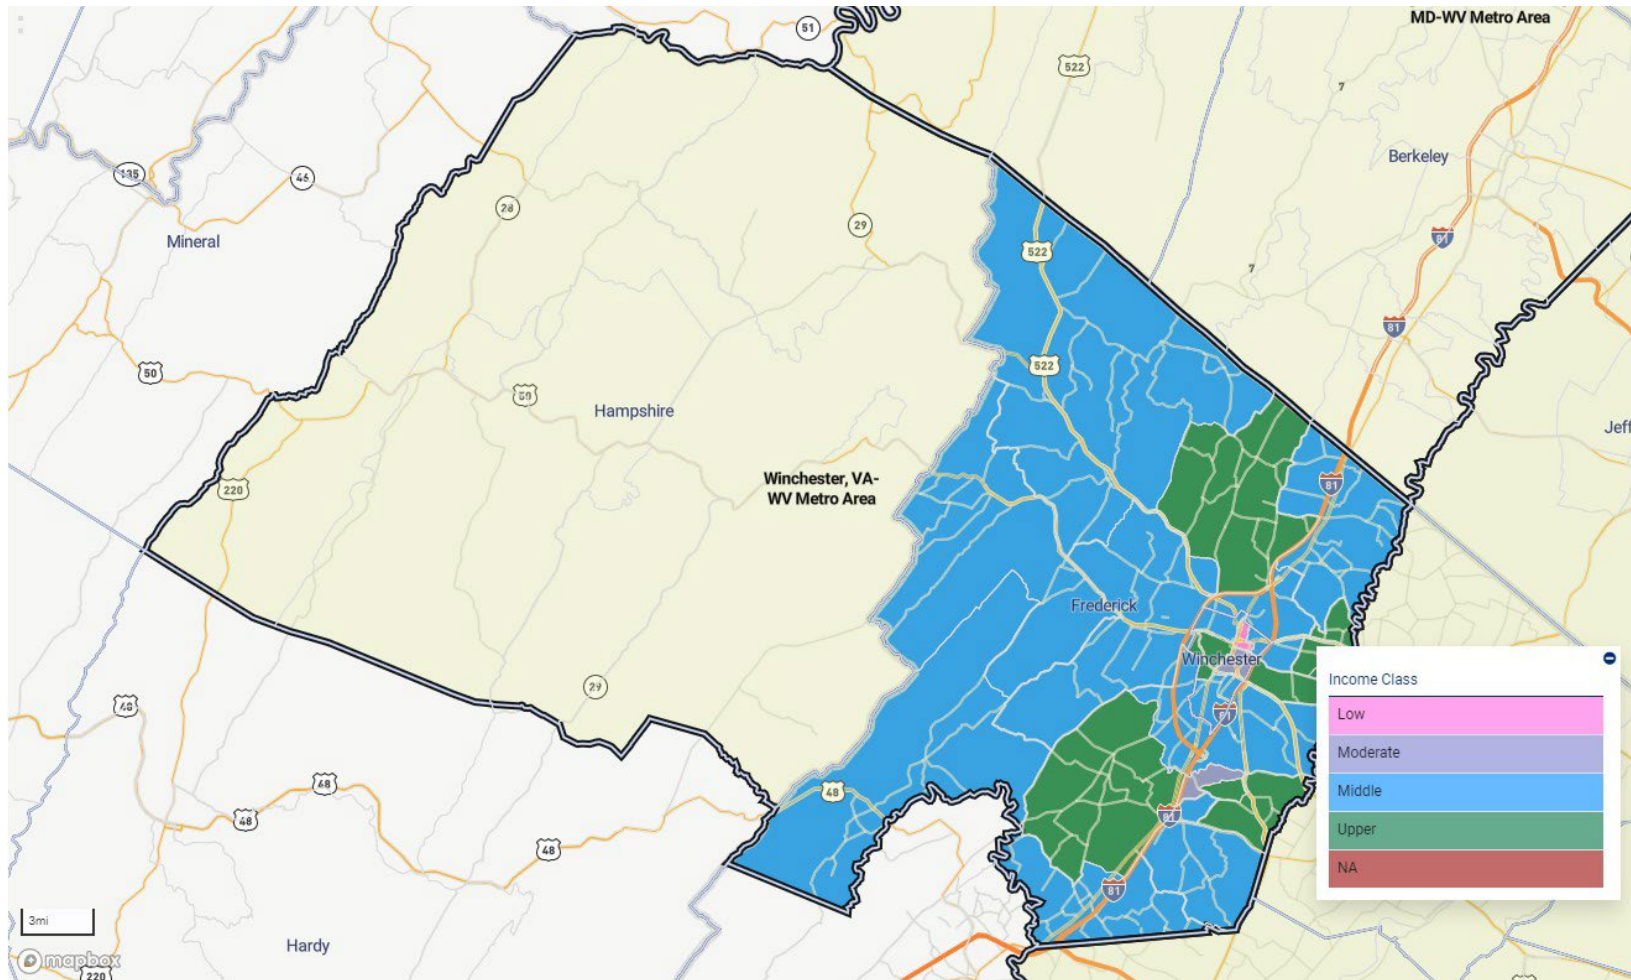 51
MD-WV Metro Area
522
7
135
46
Berkeley
28
29
Mineral
81
522
7
81
50
522
50
Hampshire
Jeff
Winchester, VA-
WV Metro Area
220
81
Frederick
Winchester
29
48
81
Income Class
Low
Moderate
Middle
Upper
NA
68
48
48
81
48
81
3mi
Hardy
mapbox
220